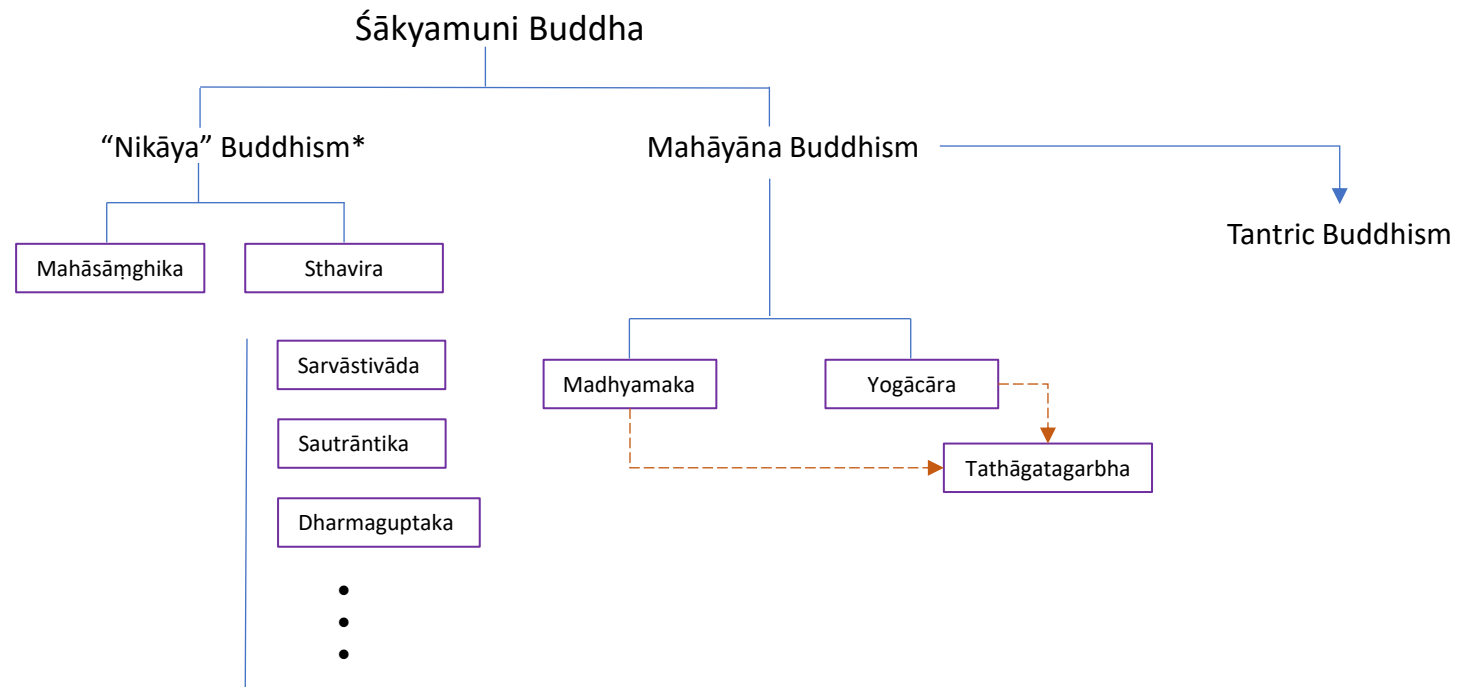 Śākyamuni Buddha
“Nikāya” Buddhism*
Mahāyāna Buddhism
Tantric Buddhism
Mahāsāṃghika
Sthavira
Sarvāstivāda
Madhyamaka
Yogācāra
Sautrāntika
Tathāgatagarbha
Dharmaguptaka